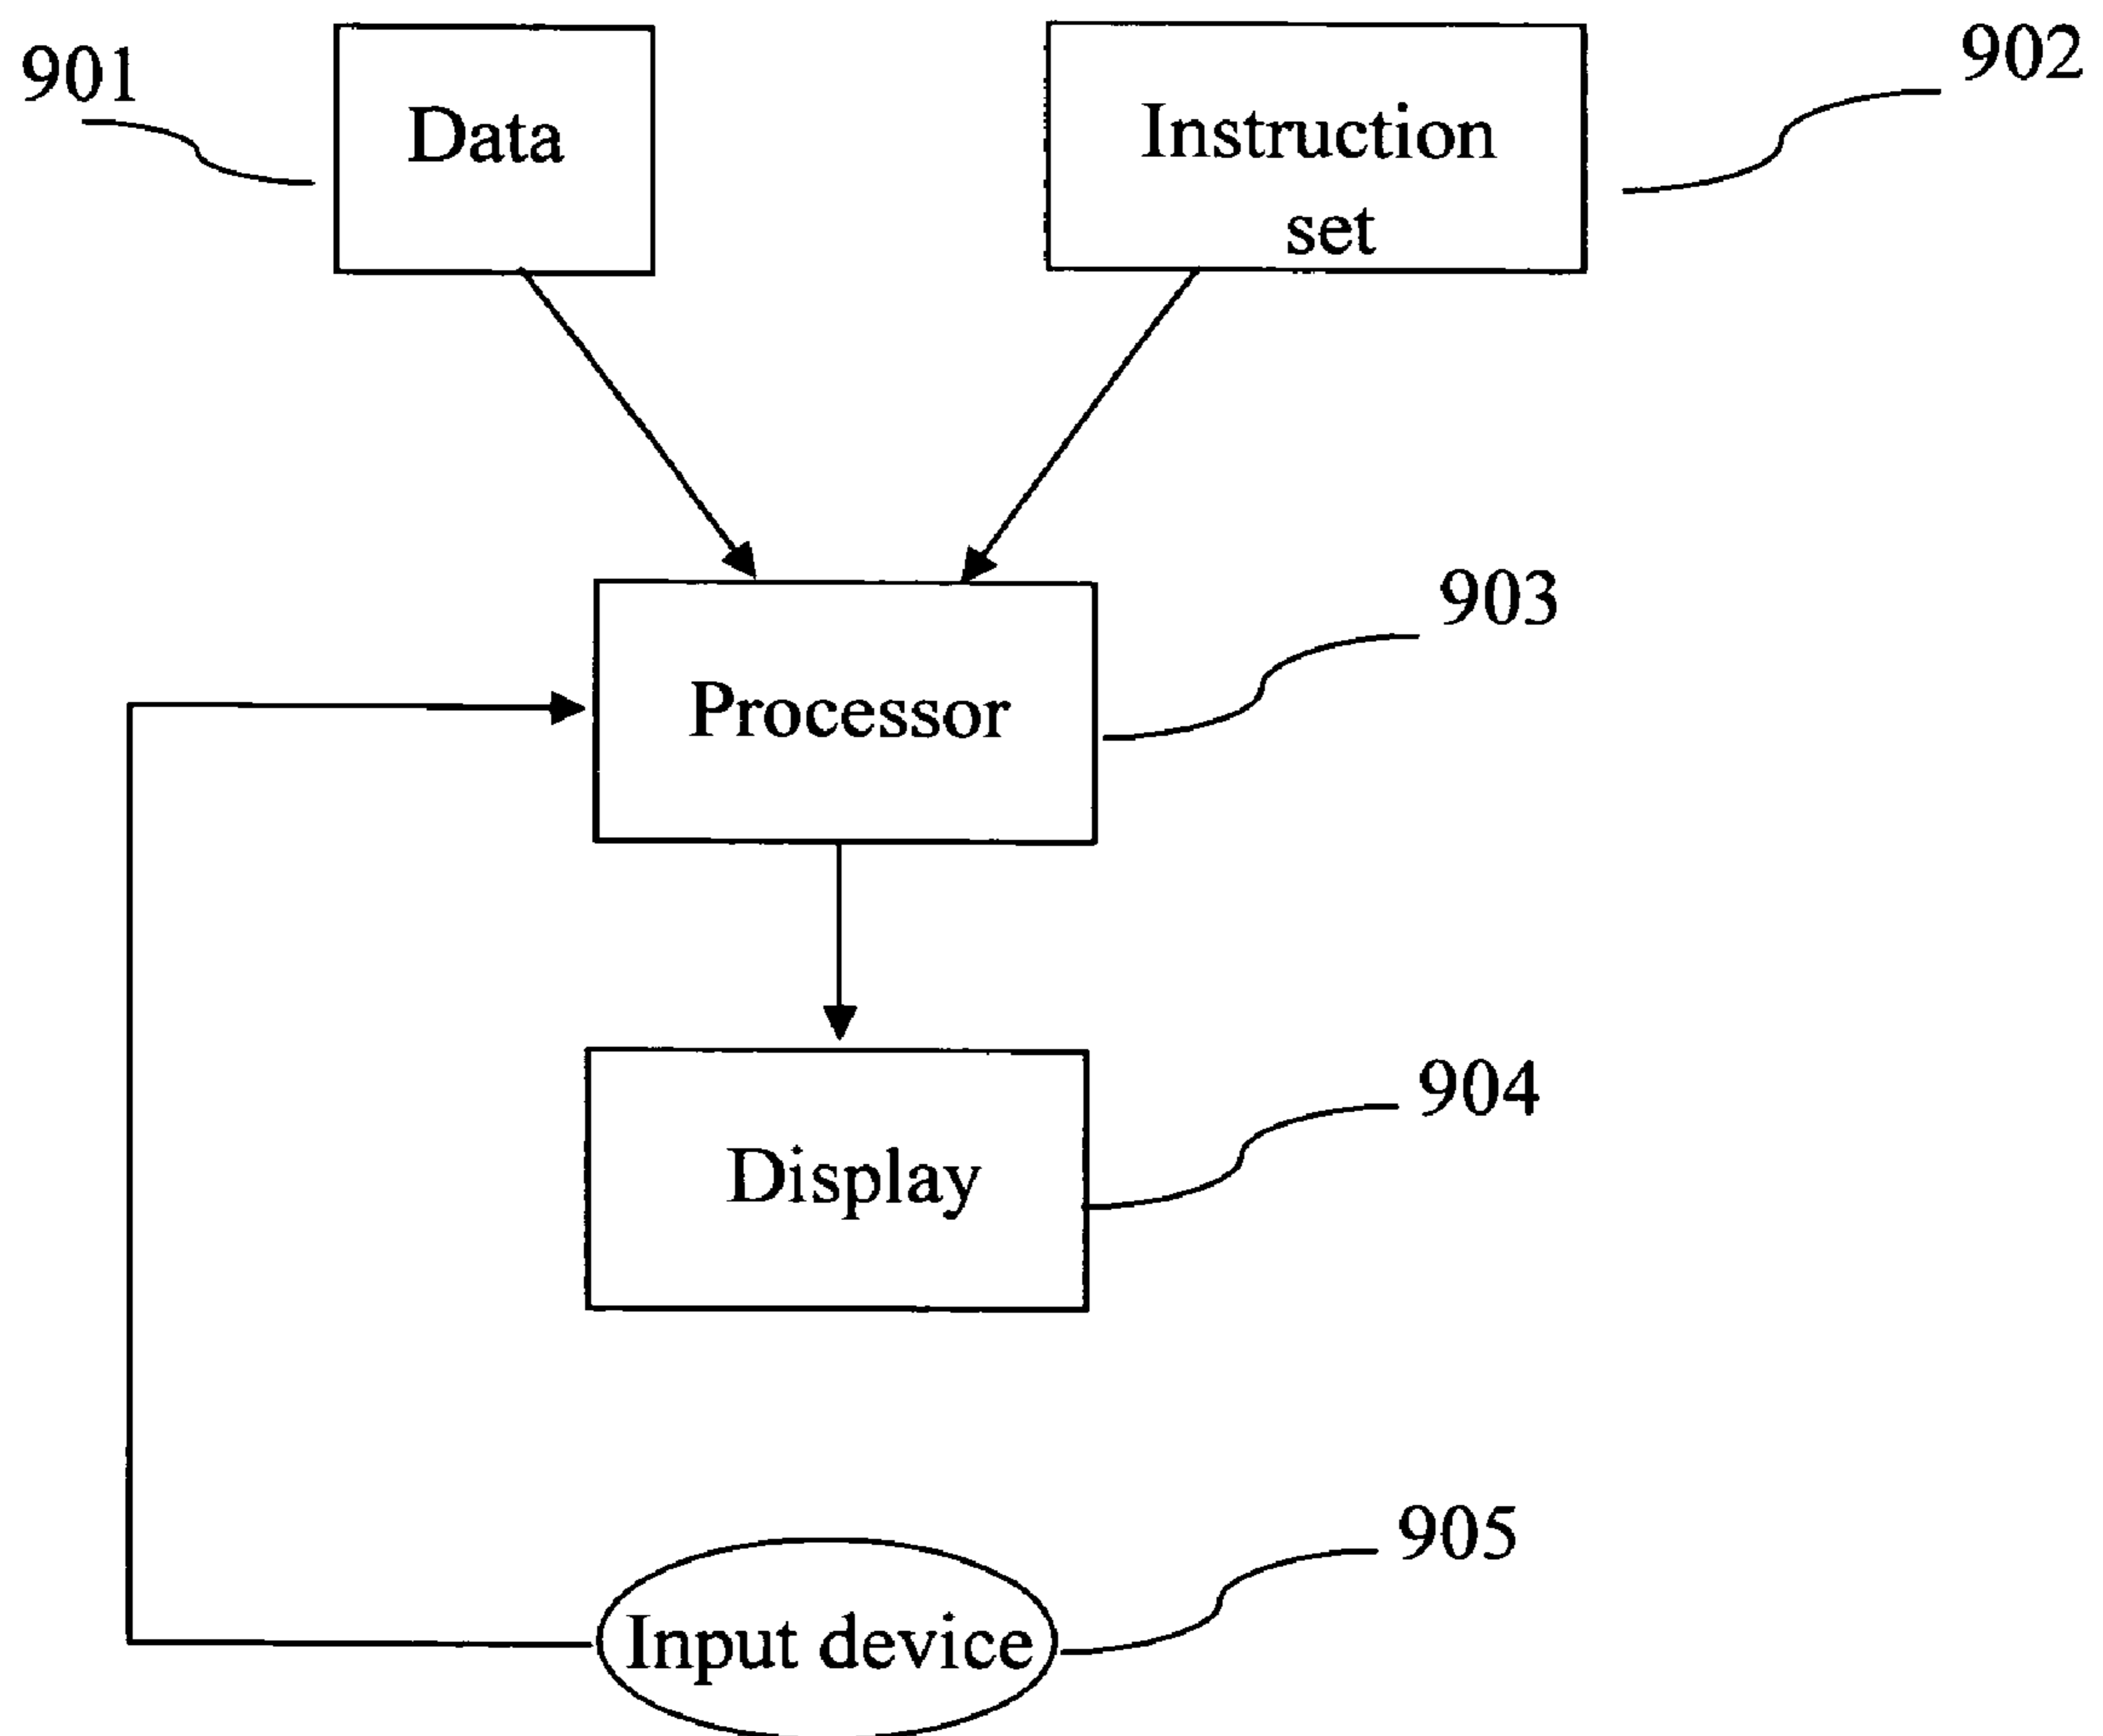 901
Data
Instruction
set
902
903
Processor
904
Display
905
Input device